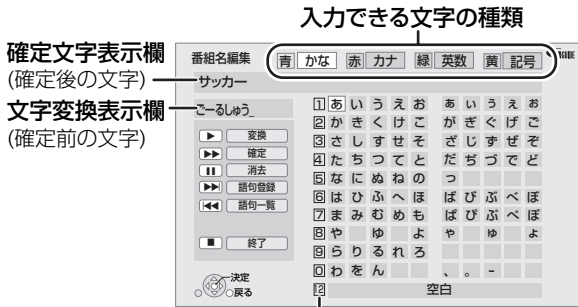 入力できる文字の種類
確定文字表示欄
(確定後の文字)
文字変換表示欄
(確定前の文字)
番組名編集 青 かな 赤 カナ 緑 英数 黄 記号
サッカー
ごーるしゅう_
変換
確定
消去
語句登録
語句一覧
終了
決定
戻る
1 あ い う え お ぁ ぃ ぅ ぇ ぉ
2 か き く け こ が ぎ ぐ げ ご
3 さ し す せ そ ざ じ ず ぜ ぞ
4 た ち つ て と だ ぢ づ で ど
5 な に ぬ ね の っ
6 は ひ ふ へ ほ ば び ぶ べ ぼ
7 ま み む め も ぱ ぴ ぷ ぺ ぽ
8 や ゆ よ ゃ ゅ ょ
9 ら り る れ ろ
0 わ を ん 、 。 -
空白